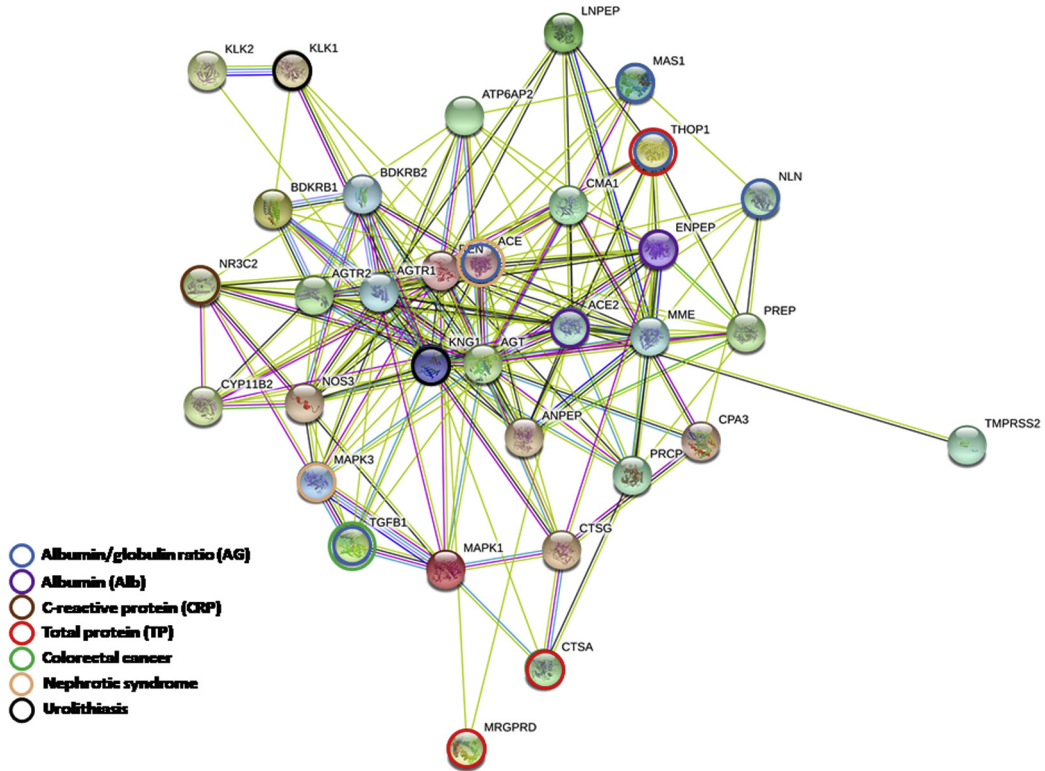 LNPEP
KLK2
KLK1
MAS1
ATP6AP2
THOP1
BDKRB2
NLN
BDKRB1
CMA1
ENPEP
ACE
REN
NR3C2
AGTR2
AGTR1
ACE2
MME
PREP
KNG1
AGT
CYP11B2
NOS3
ANPEP
CPA3
TMPRSS2
MAPK3
PRCP
TGFB1
CTSG
MAPK1
Albumin/globulin ratio (AG)
Albumin (Alb)
C-reactive protein (CRP)
Total protein (TP)
Colorectal cancer
CTSA
Nephrotic syndrome
Urolithiasis
MRGPRD